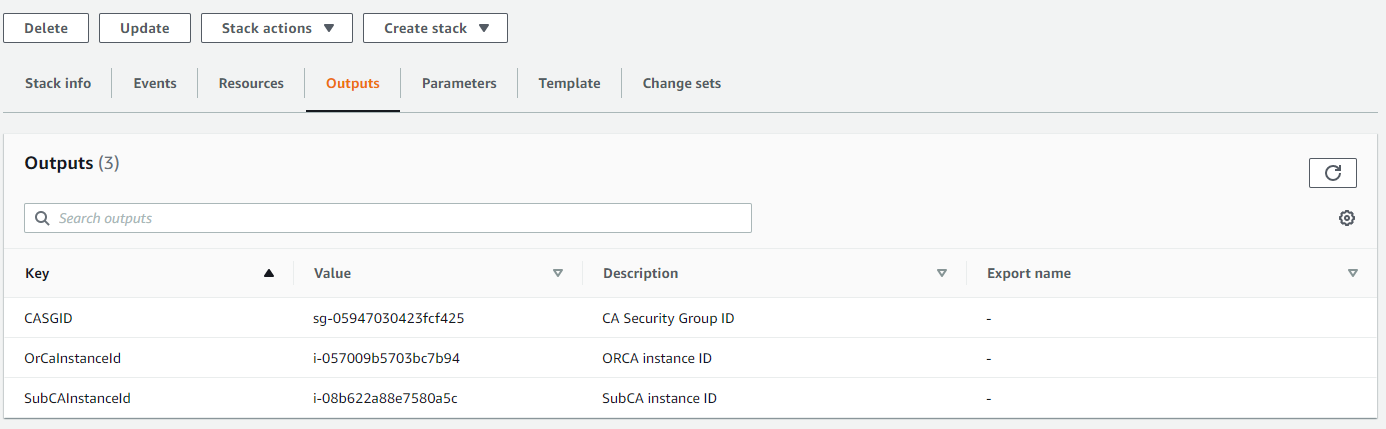 Delete Update Stack actions Create stack
Stack info Events Resources Outputs Parameters Template Change sets
Outputs (3)
Search outputs
Key Value Description Export name
CASGID sg-05947030423fcf425 CA Security Group ID -
OrCaInstanceId i-057009b5703bc7b94 ORCA instance ID -
SubCAInstanceId i-08b622a88e7580a5c SubCA instance ID -